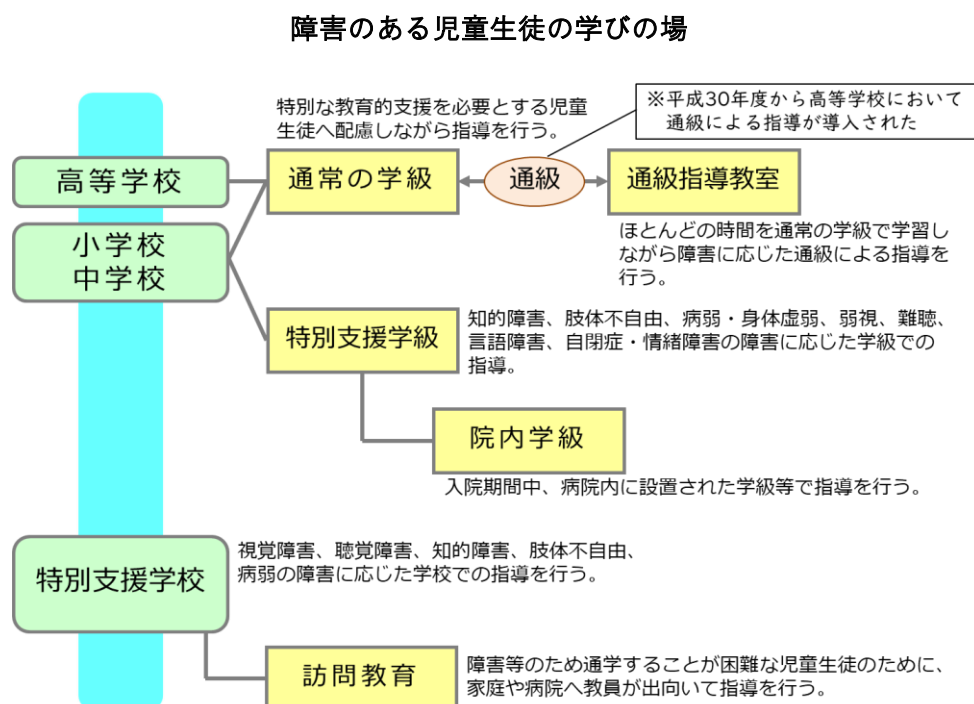 障害のある児童生徒の学びの場
特別な教育的支援を必要とする児童
生徒へ配慮しながら指導を行う。
※平成30年度から高等学校において
通級による指導が導入された
高等学校
通常の学級
通級
通級指導教室
小学校
中学校
ほとんどの時間を通常の学級で学習し
ながら障害に応じた通級による指導を
行う。
特別支援学級
知的障害、肢体不自由、病弱・身体虚弱、弱視、難聴、
言語障害、自閉症・情緒障害の障害に応じた学級での
指導。
院内学級
入院期間中、病院内に設置された学級等で指導を行う。
特別支援学校
視覚障害、聴覚障害、知的障害、肢体不自由、
病弱の障害に応じた学校での指導を行う。
訪問教育
障害等のため通学することが困難な児童生徒のために、
家庭や病院へ教員が出向いて指導を行う。